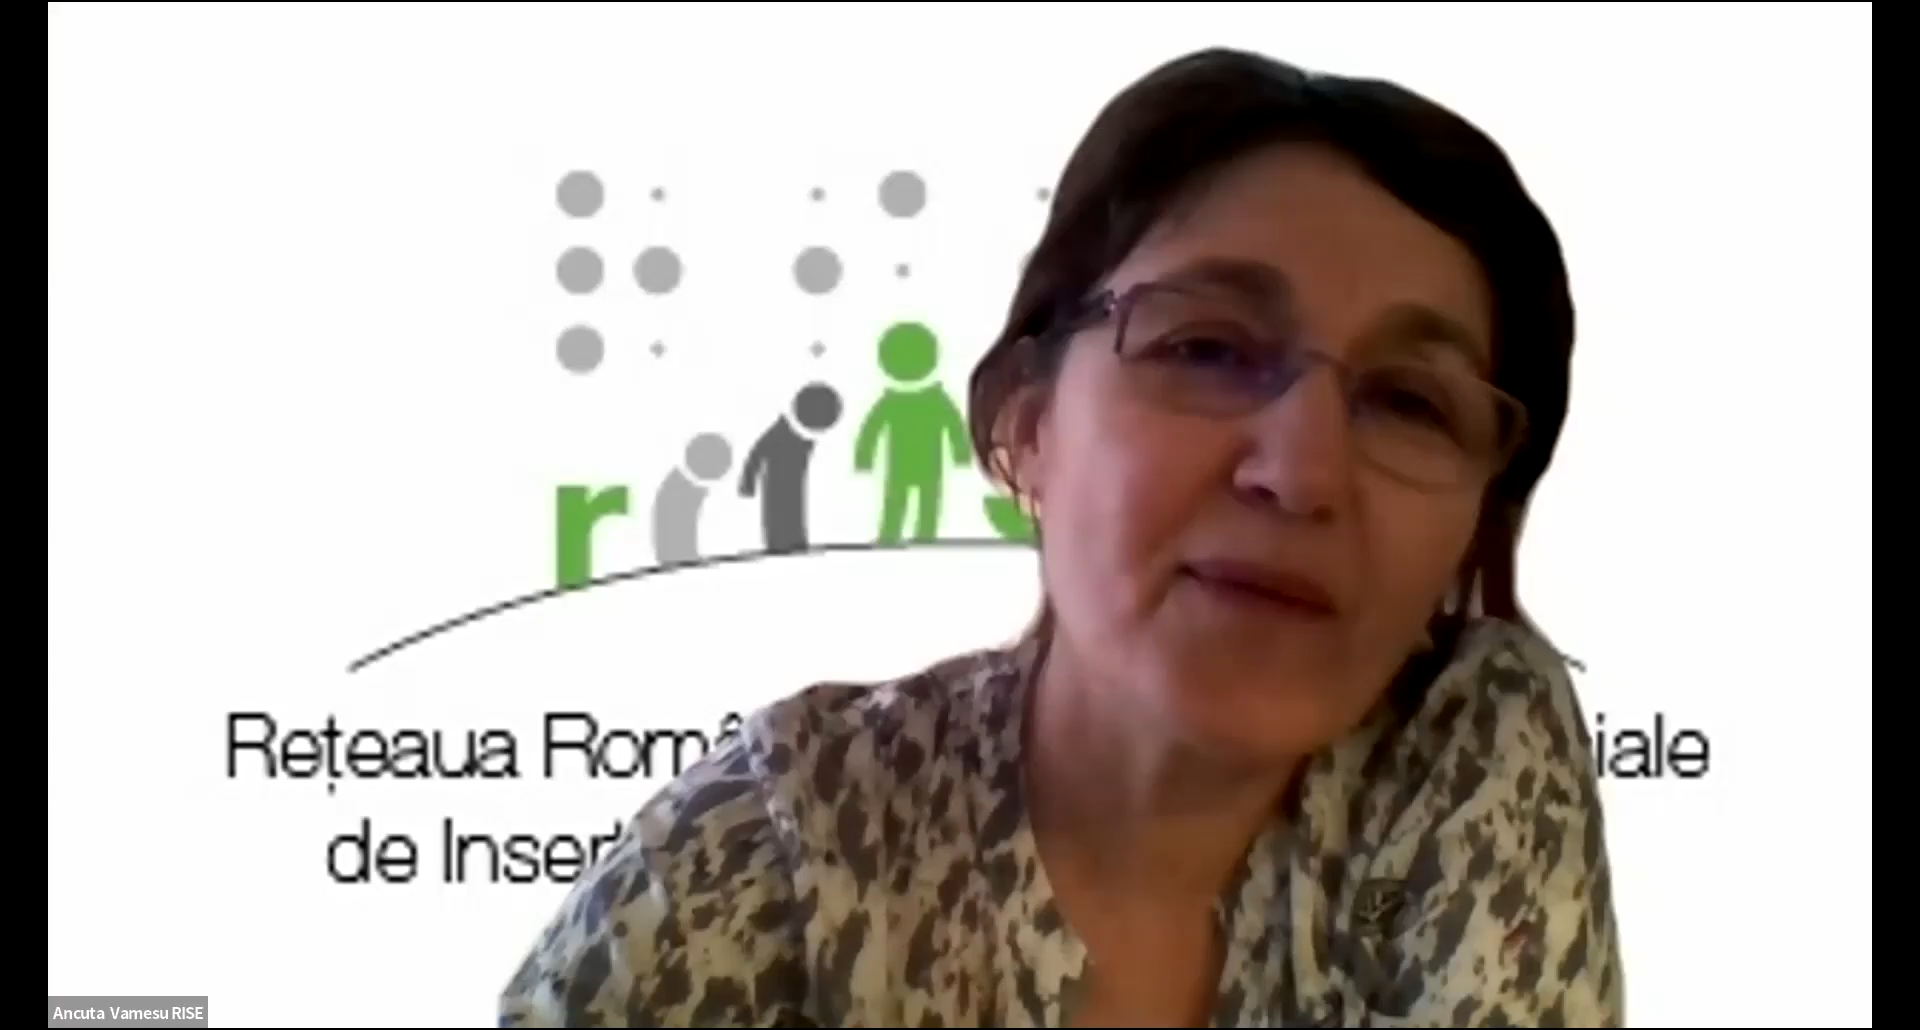 r
Rețeaua Rom
iale
de Inser
Ancuta Vamesu RISE